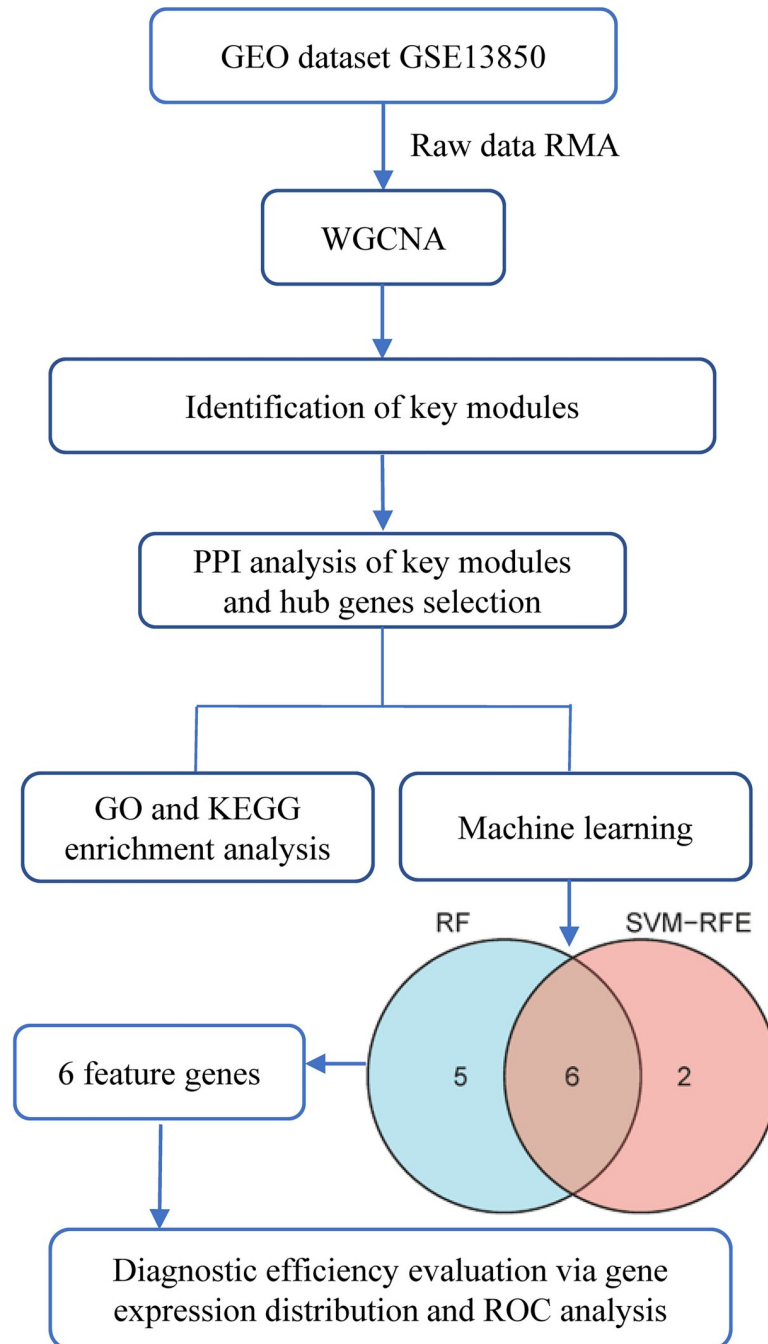 GEO dataset GSE13850
Raw data RMA
WGCNA
Identification of key modules
PPI analysis of key modules
and hub genes selection
GO and KEGG
enrichment analysis
Machine learning
RF
SVM-RFE
5
6
2
6 feature genes
Diagnostic efficiency evaluation via gene
expression distribution and ROC analysis